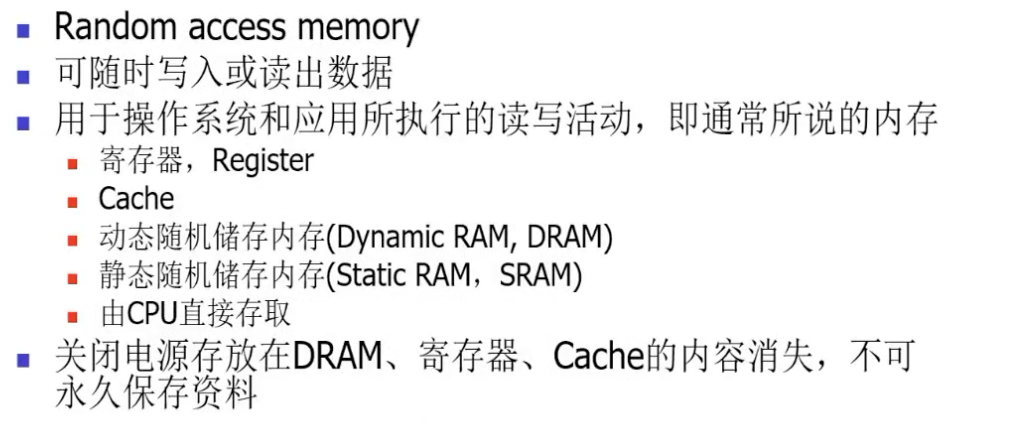 Random access memory
可随时写入或读出数据
用于操作系统和应用所执行的读写活动，即通常所说的内存
寄存器，Register
Cache
动态随机储存内存(Dynamic RAM, DRAM)
静态随机储存内存(Static RAM，SRAM)
由CPU直接存取
关闭电源存放在DRAM、寄存器、Cache的内容消失，不可
永久保存资料